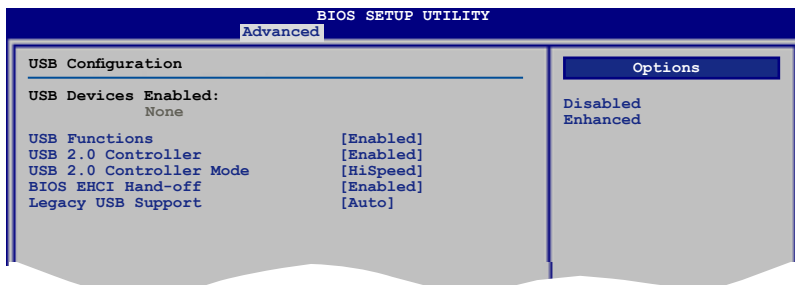 BIOS SETUP UTILITY
Advanced
USB Configuration
USB Devices Enabled:
None
USB Functions [Enabled]
USB 2.0 Controller [Enabled]
USB 2.0 Controller Mode [HiSpeed]
BIOS EHCI Hand-off [Enabled]
Legacy USB Support [Auto]
Options
Disabled
Enhanced